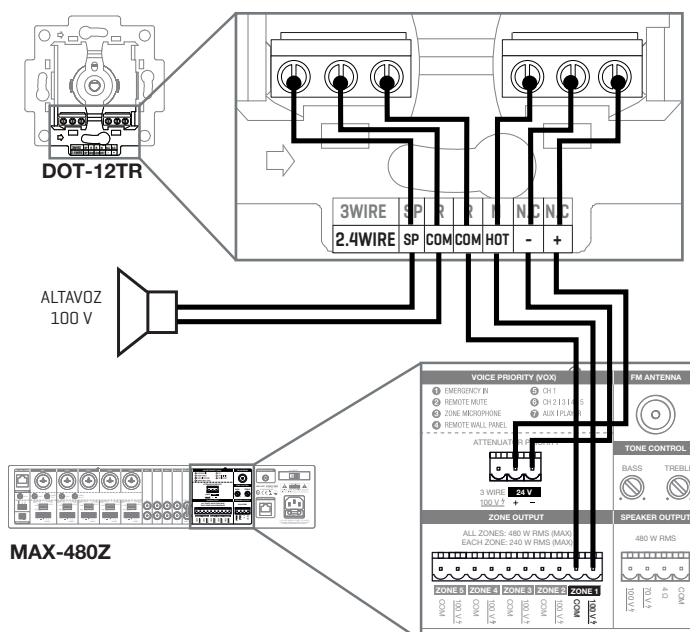 DOT-12TR
3WIRE SP R R N N.C N.C
2.4WIRE SP COM COM HOT - +
ALTAVOZ
100 V
MAX-480Z
VOICE PRIORITY (VOX)
1 EMERGENCY IN
2 REMOTE MUTE
3 ZONE MICROPHONE
4 REMOTE WALL PANEL
5 CH 1
6 CH 2 | 3 | 4 | 5
7 AUX | PLAYER
ATTENUATOR PRIORITY
3 WIRE 24 V
100 V + -
FM ANTENNA
TONE CONTROL
BASS TREBLE
ZONE OUTPUT
ALL ZONES: 480 W RMS (MAX)
EACH ZONE: 240 W RMS (MAX)
ZONE 5 ZONE 4 ZONE 3 ZONE 2 ZONE 1
COM 100 V COM 100 V COM 100 V COM 100 V COM 100 V
SPEAKER OUTPUT
480 W RMS
100 V 70 V 4 Ω COM